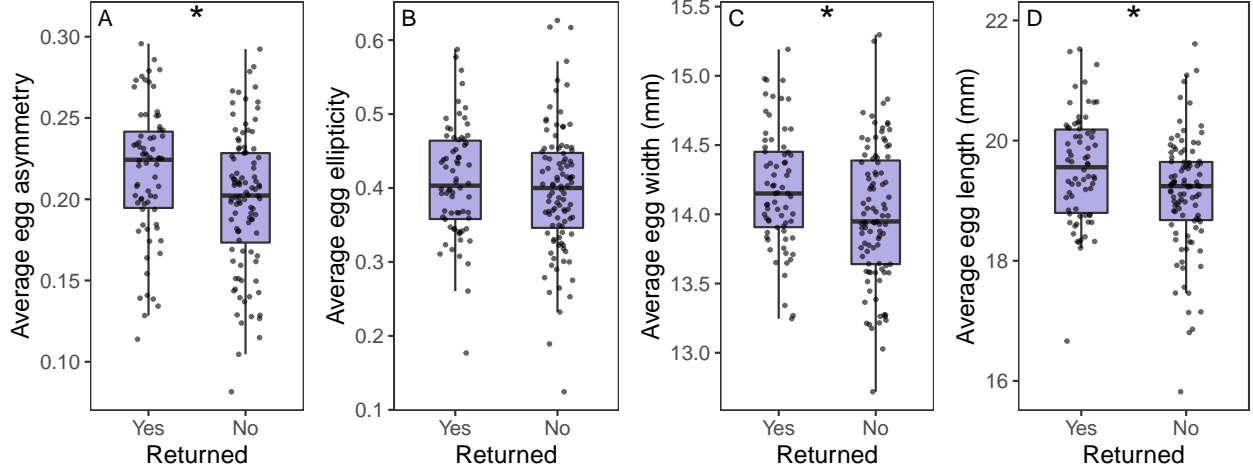 A
*
Average egg asymmetry
0.30
0.25
0.20
0.15
0.10
Yes
No
Returned
B
Average egg ellipticity
0.6
0.5
0.4
0.3
0.2
0.1
Yes
No
Returned
C
*
Average egg width (mm)
15.5
15.0
14.5
14.0
13.5
13.0
Yes
No
Returned
D
*
Average egg length (mm)
22
20
18
16
Yes
No
Returned